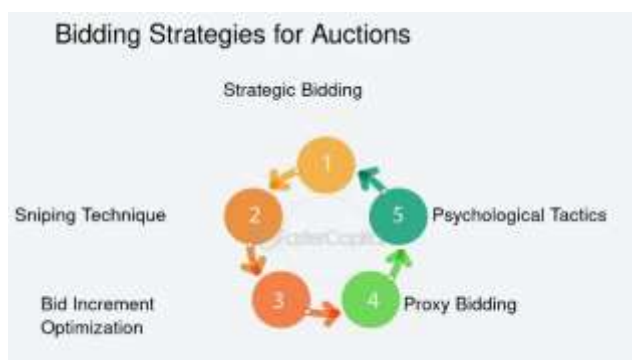 Bidding Strategies for Auctions
Strategic Bidding
1
Sniping Technique
2
5
Psychological Tactics
Bid Increment
Optimization
3
4
Proxy Bidding